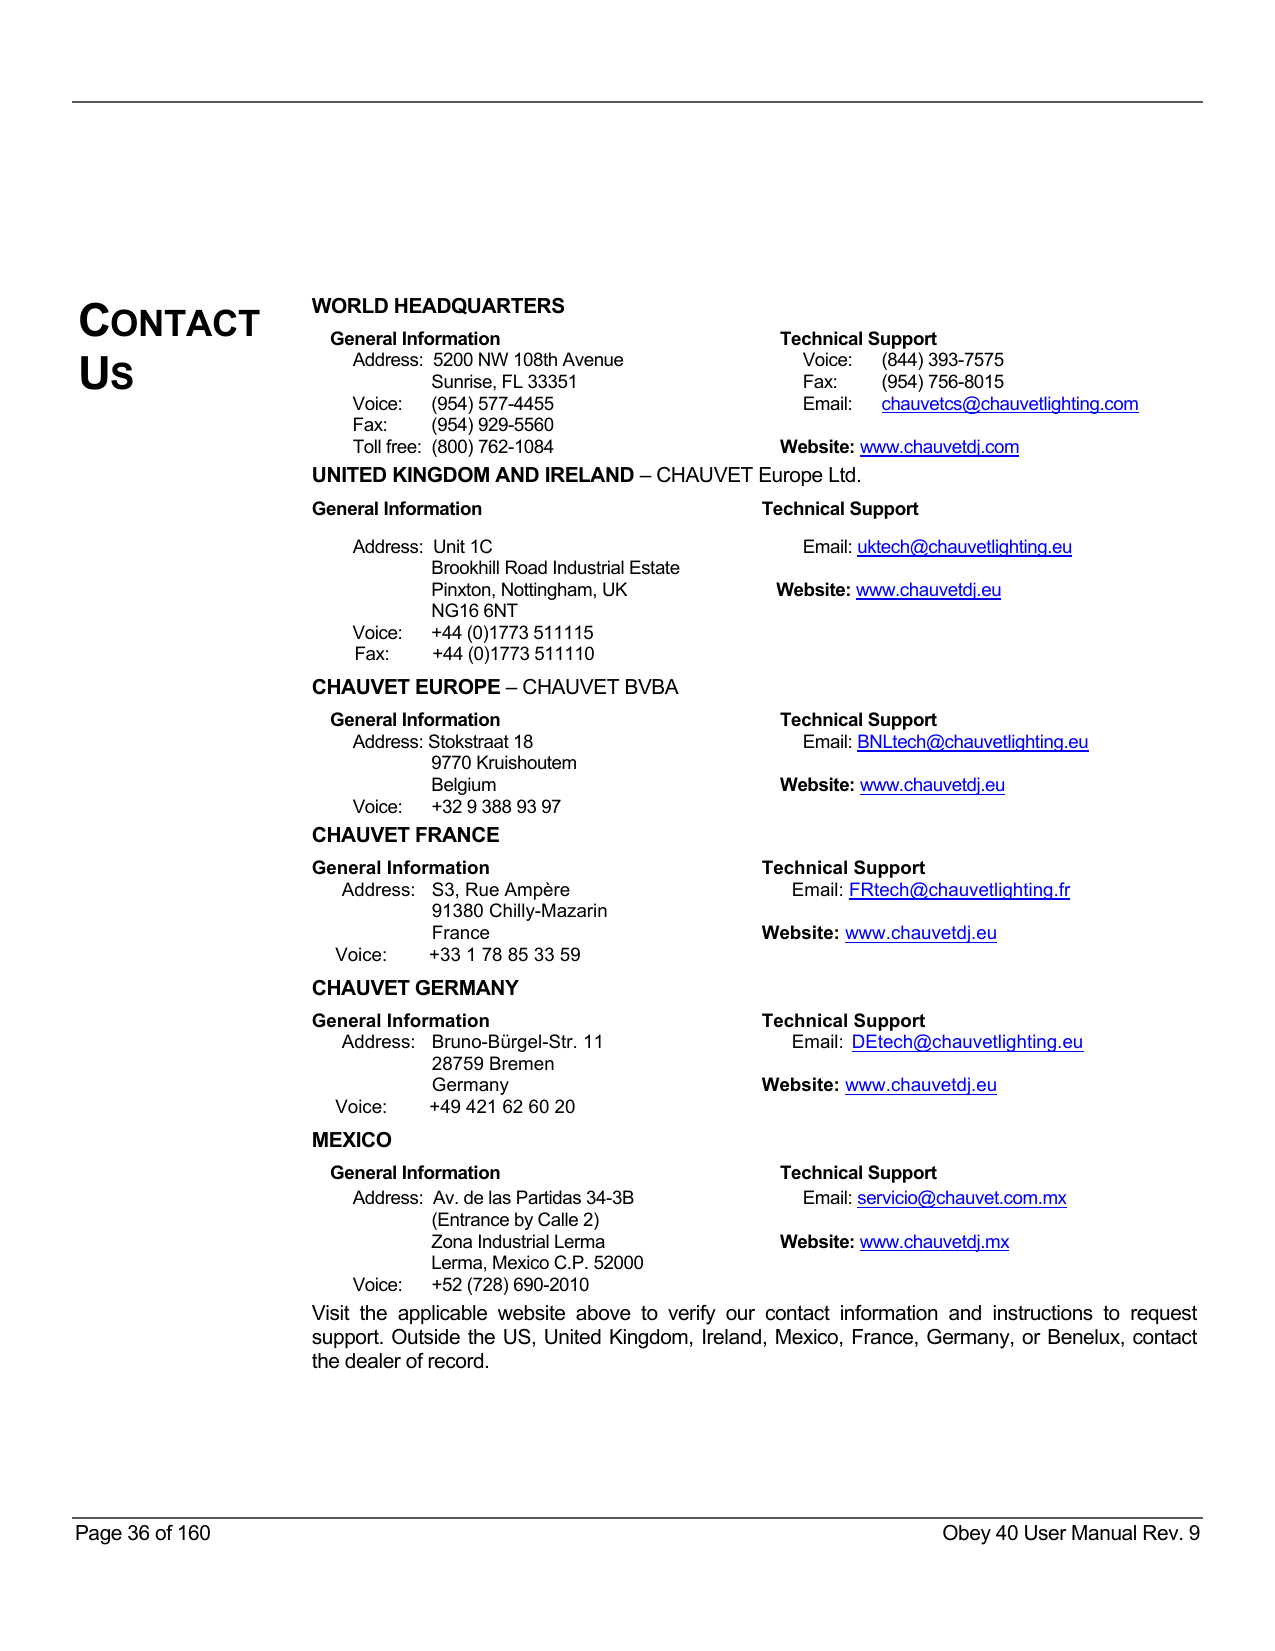 CONTACT
US
WORLD HEADQUARTERS
General Information
Address: 5200 NW 108th Avenue
Sunrise, FL 33351
Voice: (954) 577-4455
Fax: (954) 929-5560
Toll free: (800) 762-1084
Technical Support
Voice: (844) 393-7575
Fax: (954) 756-8015
Email: chauvetcs@chauvetlighting.com
Website: www.chauvetdj.com
UNITED KINGDOM AND IRELAND – CHAUVET Europe Ltd.
General Information
Address: Unit 1C
Brookhill Road Industrial Estate
Pinxton, Nottingham, UK
NG16 6NT
Voice: +44 (0)1773 511115
Fax: +44 (0)1773 511110
Technical Support
Email: uktech@chauvetlighting.eu
Website: www.chauvetdj.eu
CHAUVET EUROPE – CHAUVET BVBA
General Information
Address: Stokstraat 18
9770 Kruishoutem
Belgium
Voice: +32 9 388 93 97
Technical Support
Email: BNLtech@chauvetlighting.eu
Website: www.chauvetdj.eu
CHAUVET FRANCE
General Information
Address: S3, Rue Ampère
91380 Chilly-Mazarin
France
Voice: +33 1 78 85 33 59
Technical Support
Email: FRtech@chauvetlighting.fr
Website: www.chauvetdj.eu
CHAUVET GERMANY
General Information
Address: Bruno-Bürgel-Str. 11
28759 Bremen
Germany
Voice: +49 421 62 60 20
Technical Support
Email: DEtech@chauvetlighting.eu
Website: www.chauvetdj.eu
MEXICO
General Information
Address: Av. de las Partidas 34-3B
(Entrance by Calle 2)
Zona Industrial Lerma
Lerma, Mexico C.P. 52000
Voice: +52 (728) 690-2010
Technical Support
Email: servicio@chauvet.com.mx
Website: www.chauvetdj.mx
Visit the applicable website above to verify our contact information and instructions to request
support. Outside the US, United Kingdom, Ireland, Mexico, France, Germany, or Benelux, contact
the dealer of record.
Page 36 of 160
Obey 40 User Manual Rev. 9